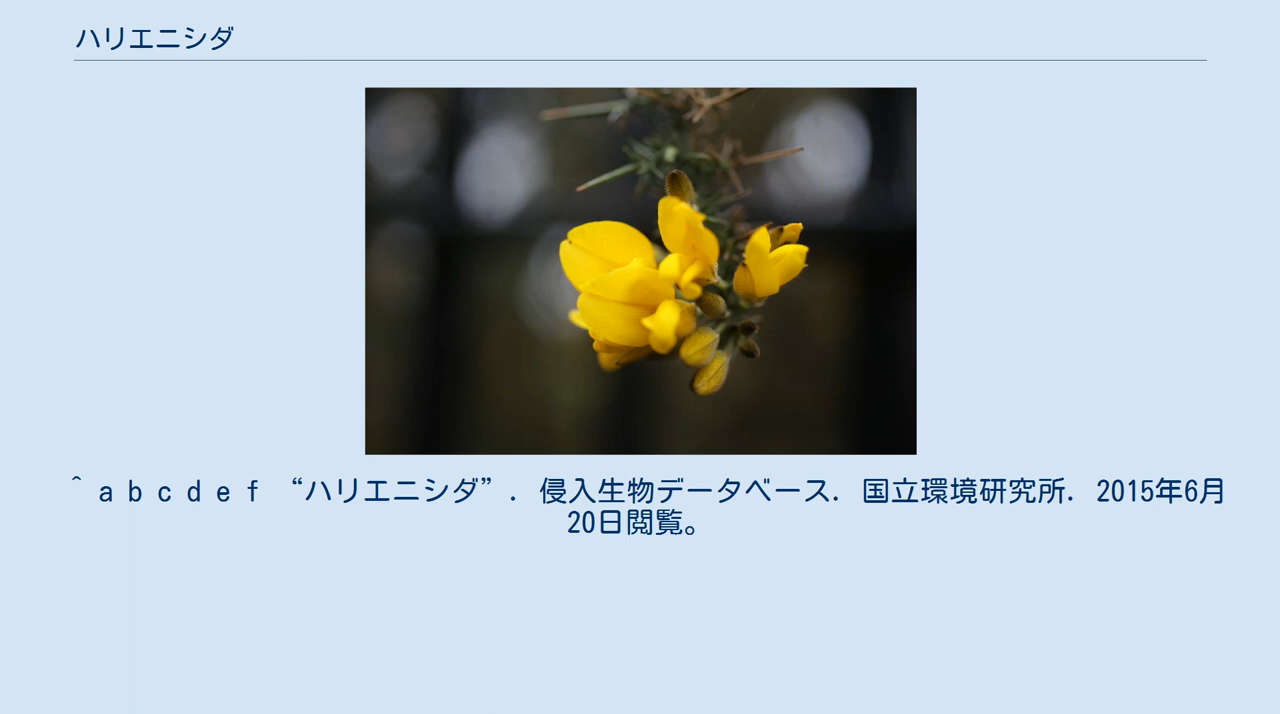 ハリエニシダ
^ a b c d e f “ハリエニシダ”. 侵入生物データベース. 国立環境研究所. 2015年6月
20日閲覧。